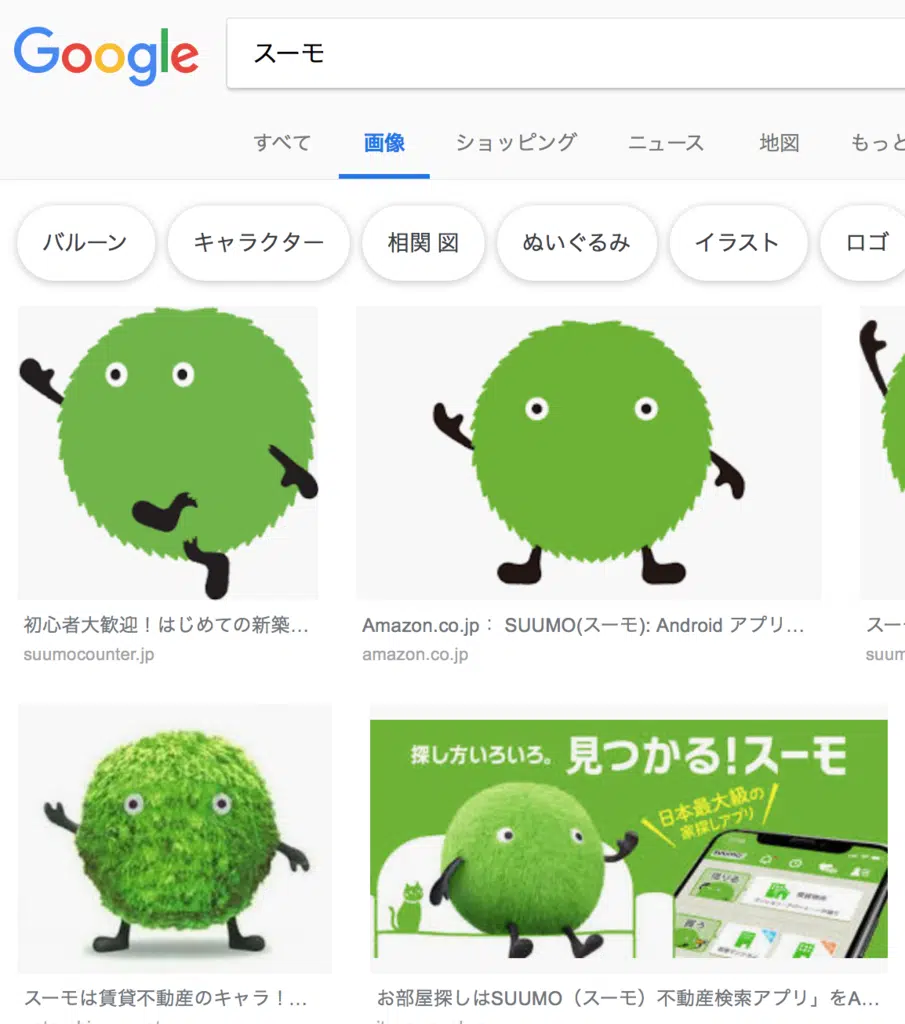 Google
スーモ
すべて 画像 ショッピング ニュース 地図 もっと
バルーン キャラクター 相関 図 ぬいぐるみ イラスト ロゴ
初心者大歓迎！はじめての新築...
suumocounter.jp
Amazon.co.jp： SUUMO(スーモ): Android アプリ...
amazon.co.jp
スー
suum
探し方いろいろ。見つかる!スーモ
日本最大級の
家探しアプリ
SUUMO
借りる
買う
スーモは賃貸不動産のキャラ！...
お部屋探しはSUUMO（スーモ）不動産検索アプリ」をA...